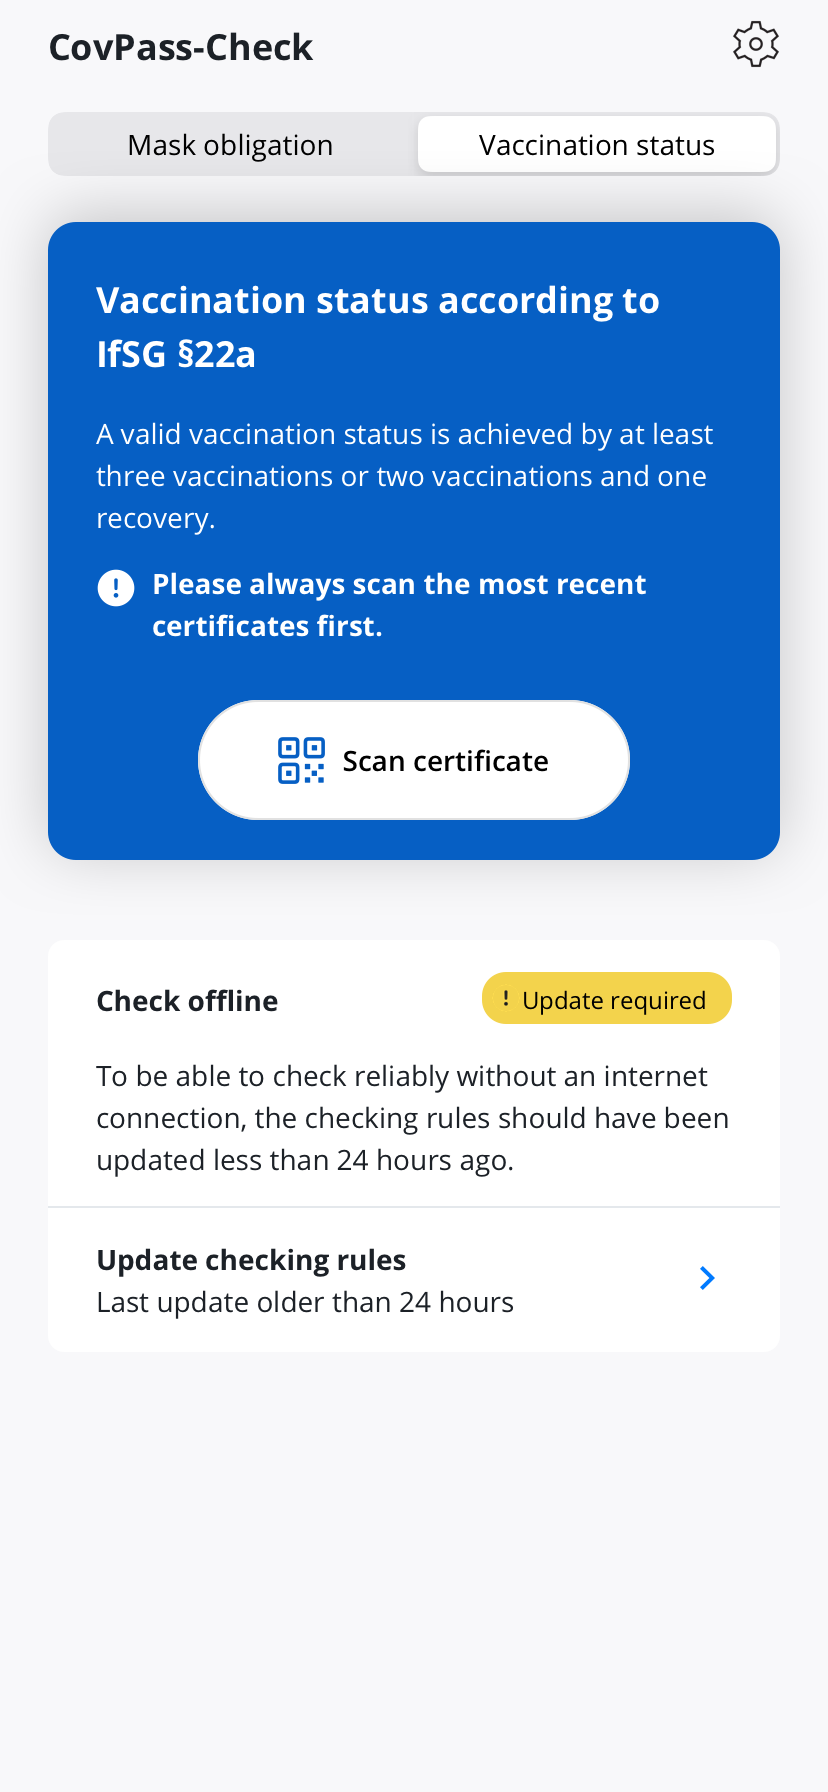 CovPass-Check
Mask obligation
Vaccination status
Vaccination status according to
IfSG §22a
A valid vaccination status is achieved by at least
three vaccinations or two vaccinations and one
recovery.
Please always scan the most recent
certificates first.
Scan certificate
Check offline
! Update required
To be able to check reliably without an internet
connection, the checking rules should have been
updated less than 24 hours ago.
Update checking rules
Last update older than 24 hours